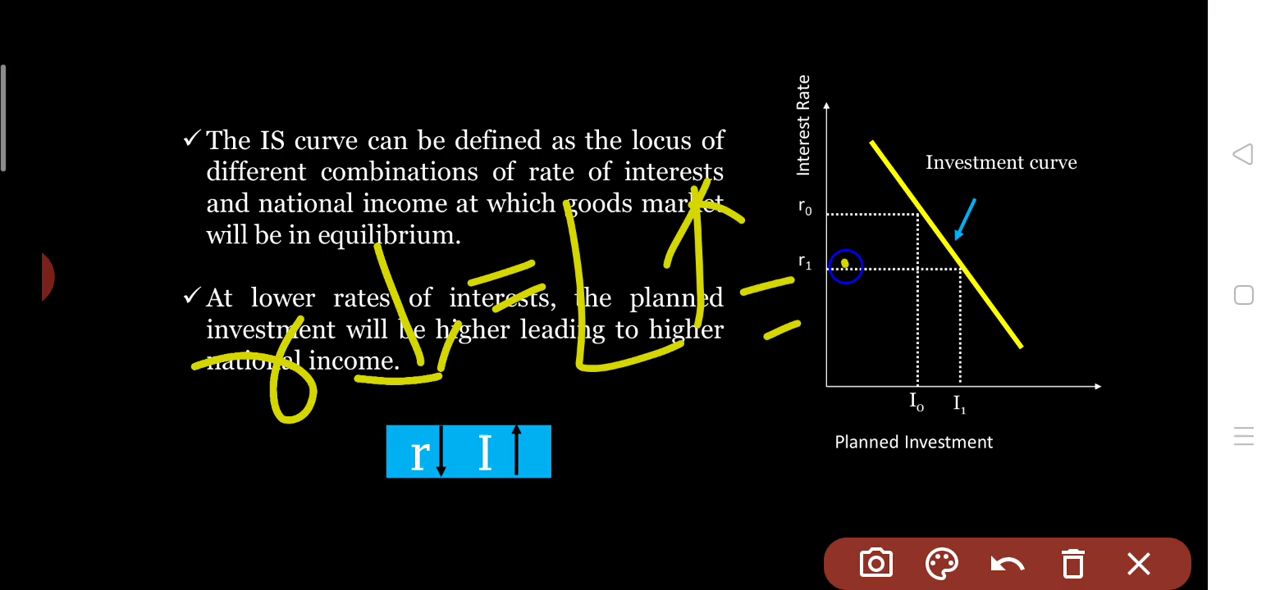 ✓ The IS curve can be defined as the locus of
different combinations of rate of interests
and national income at which goods market
will be in equilibrium.
✓ At lower rates of interests, the planned
investment will be higher leading to higher
national income.
r↓ I↑
Interest Rate
Investment curve
r₀
r₁
I₀ I₁
Planned Investment